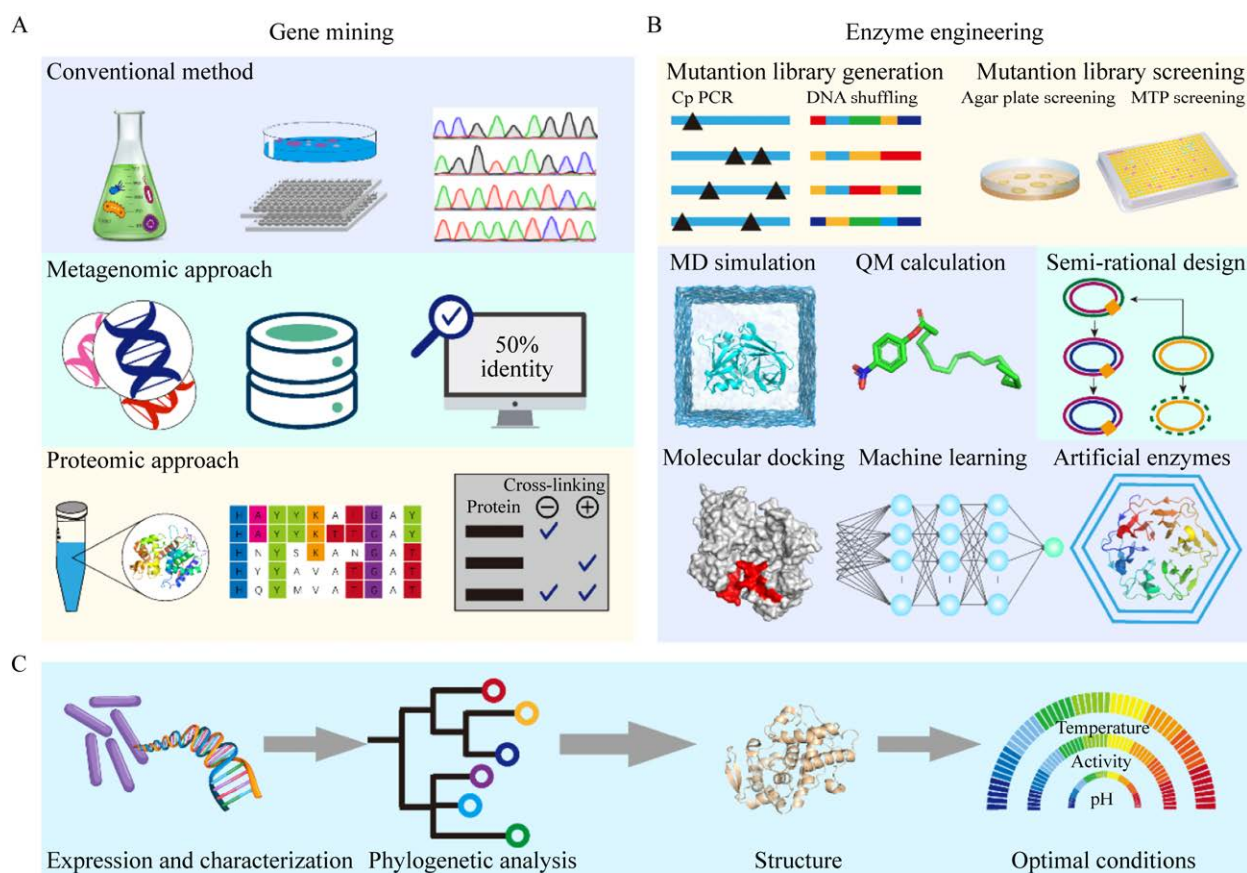 A
Gene mining
Conventional method
Metagenomic approach
50%
identity
Proteomic approach
H A Y Y K A T G A Y
H A Y Y K T T G A Y
H N Y S K A N G A T
H Y Y A V A T G A T
H Q Y M V A T G A T
Cross-linking
Protein − +
B
Enzyme engineering
Mutantion library generation
Cp PCR DNA shuffling
Mutantion library screening
Agar plate screening MTP screening
MD simulation
QM calculation
Semi-rational design
Molecular docking
Machine learning
Artificial enzymes
C
Expression and characterization
Phylogenetic analysis
Structure
Temperature
Activity
pH
Optimal conditions